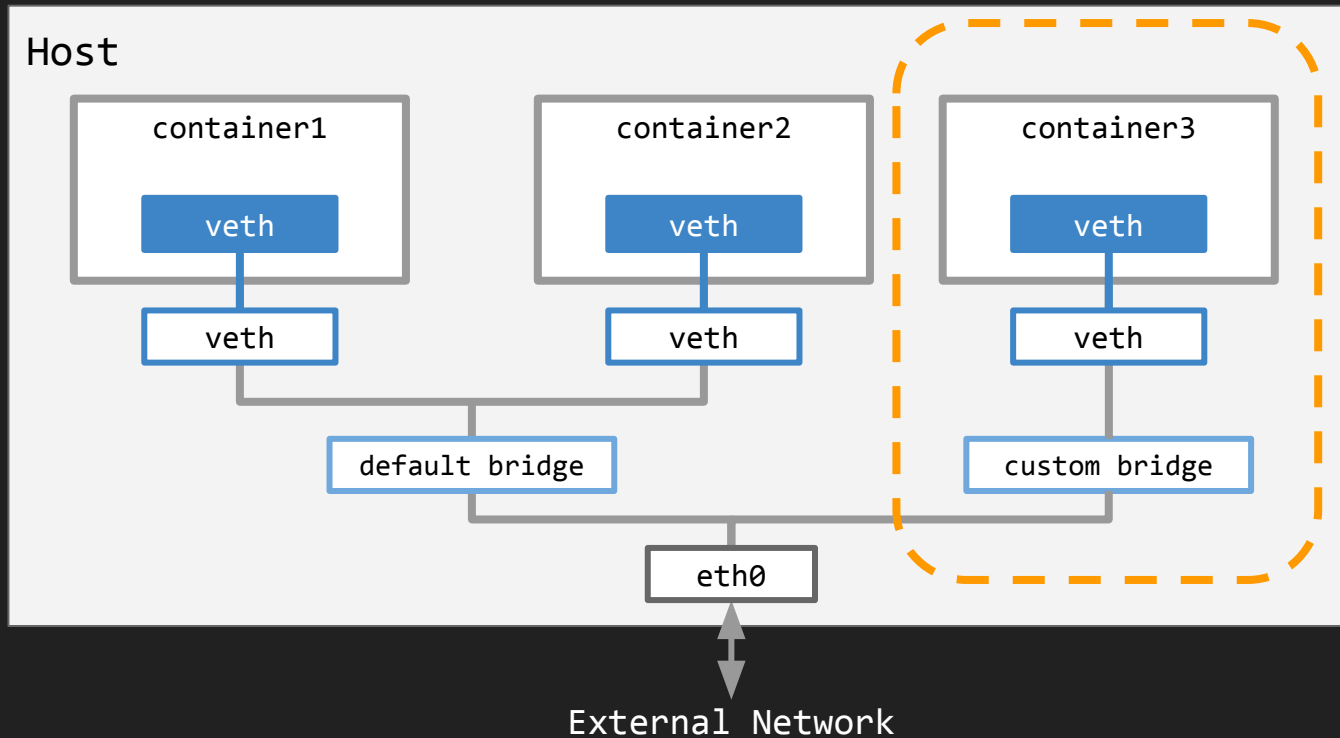 Host
container1
container2
container3
veth
veth
veth
veth
veth
veth
default bridge
custom bridge
eth0
External Network